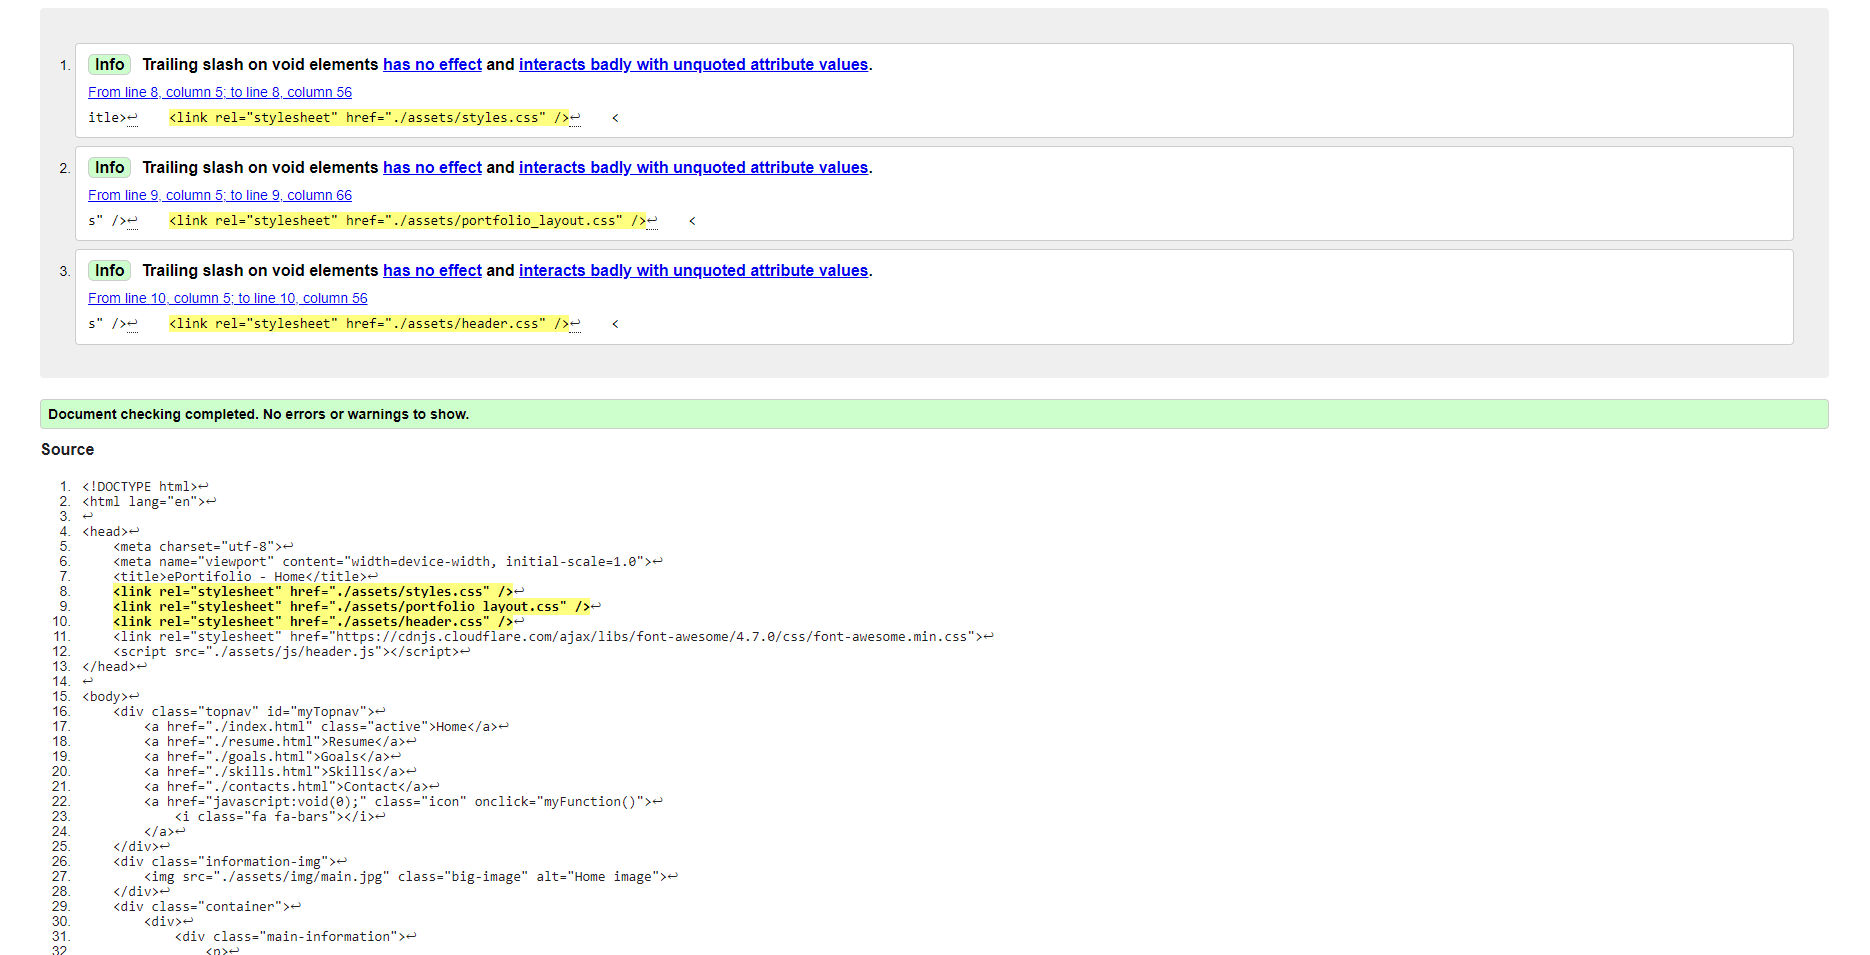 1. Info Trailing slash on void elements has no effect and interacts badly with unquoted attribute values.
From line 8, column 5; to line 8, column 56
itle>↩    <link rel="stylesheet" href="./assets/styles.css" />↩    <
2. Info Trailing slash on void elements has no effect and interacts badly with unquoted attribute values.
From line 9, column 5; to line 9, column 66
s" />↩    <link rel="stylesheet" href="./assets/portfolio_layout.css" />↩    <
3. Info Trailing slash on void elements has no effect and interacts badly with unquoted attribute values.
From line 10, column 5; to line 10, column 56
s" />↩    <link rel="stylesheet" href="./assets/header.css" />↩    <
Document checking completed. No errors or warnings to show.
Source
1. <!DOCTYPE html>↩
2. <html lang="en">↩
3. ↩
4. <head>↩
5.     <meta charset="utf-8">↩
6.     <meta name="viewport" content="width=device-width, initial-scale=1.0">↩
7.     <title>ePortifolio - Home</title>↩
8.     <link rel="stylesheet" href="./assets/styles.css" />↩
9.     <link rel="stylesheet" href="./assets/portfolio_layout.css" />↩
10.     <link rel="stylesheet" href="./assets/header.css" />↩
11.     <link rel="stylesheet" href="https://cdnjs.cloudflare.com/ajax/libs/font-awesome/4.7.0/css/font-awesome.min.css">↩
12.     <script src="./assets/js/header.js"></script>↩
13. </head>↩
14. ↩
15. <body>↩
16.     <div class="topnav" id="myTopnav">↩
17.         <a href="./index.html" class="active">Home</a>↩
18.         <a href="./resume.html">Resume</a>↩
19.         <a href="./goals.html">Goals</a>↩
20.         <a href="./skills.html">Skills</a>↩
21.         <a href="./contacts.html">Contact</a>↩
22.         <a href="javascript:void(0);" class="icon" onclick="myFunction()">↩
23.             <i class="fa fa-bars"></i>↩
24.         </a>↩
25.     </div>↩
26.     <div class="information-img">↩
27.         <img src="./assets/img/main.jpg" class="big-image" alt="Home image">↩
28.     </div>↩
29.     <div class="container">↩
30.         <div>↩
31.             <div class="main-information">↩
32                 <p>↩